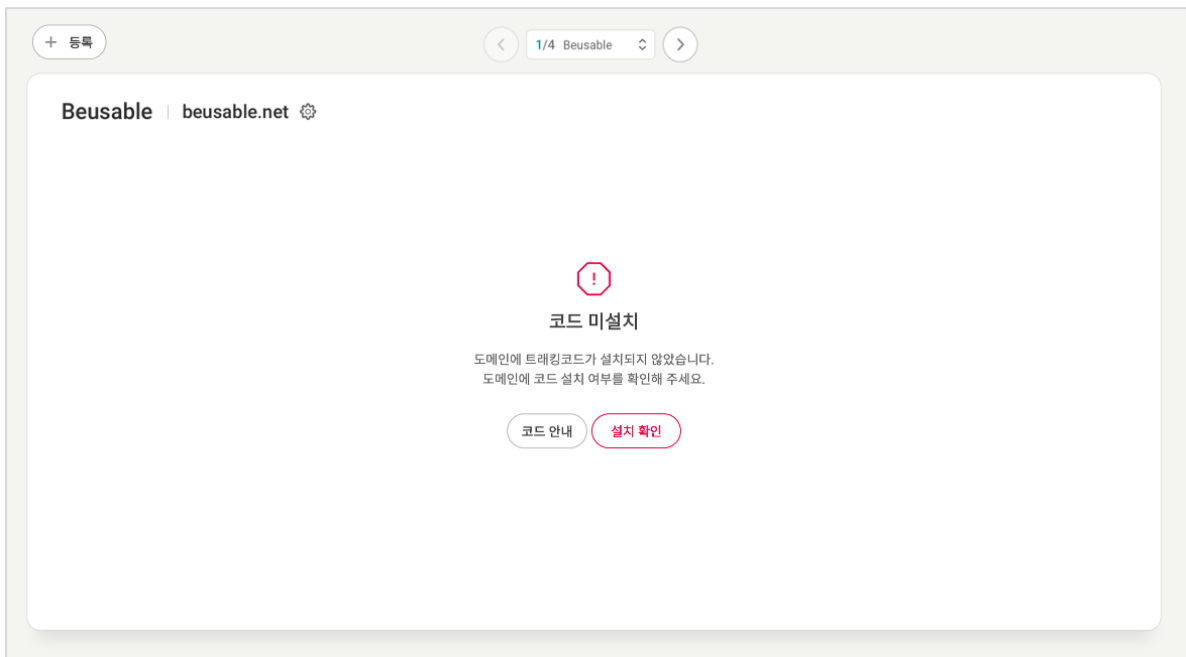 + 등록
1/4 Beusable
Beusable | beusable.net
!
코드 미설치
도메인에 트래킹코드가 설치되지 않았습니다.
도메인에 코드 설치 여부를 확인해 주세요.
코드 안내 설치 확인